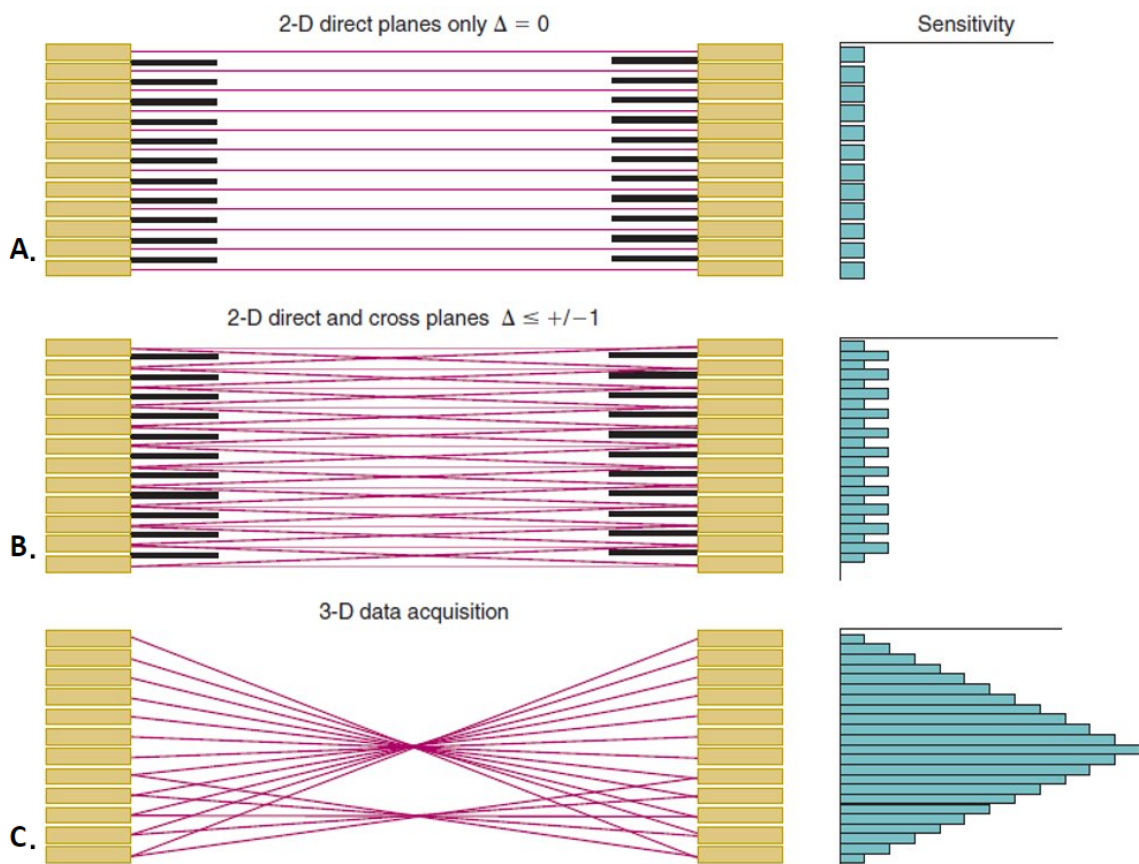 2-D direct planes only Δ = 0
Sensitivity
A.
2-D direct and cross planes Δ ≤ +/−1
B.
3-D data acquisition
C.